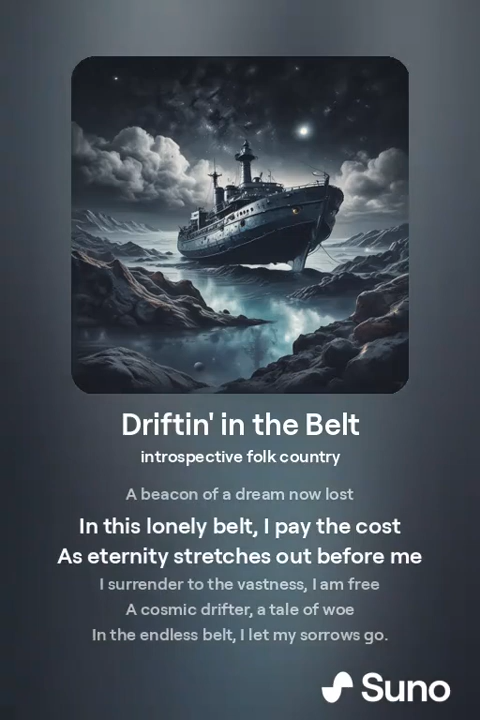 Driftin' in the Belt
introspective folk country
A beacon of a dream now lost
In this lonely belt, I pay the cost
As eternity stretches out before me
I surrender to the vastness, I am free
A cosmic drifter, a tale of woe
In the endless belt, I let my sorrows go.
Suno